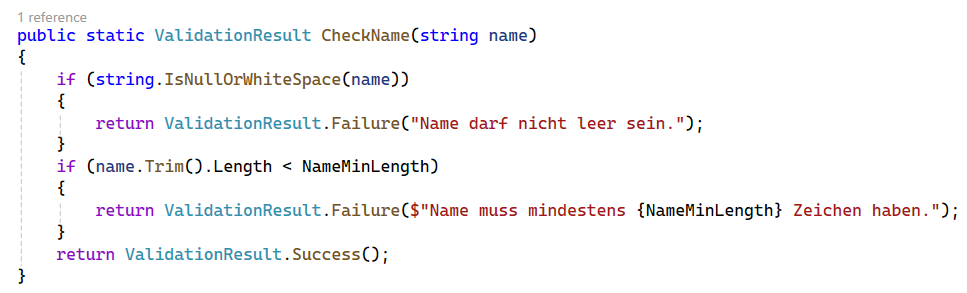 1 reference
public static ValidationResult CheckName(string name)
{
    if (string.IsNullOrWhiteSpace(name))
    {
        return ValidationResult.Failure("Name darf nicht leer sein.");
    }
    if (name.Trim().Length < NameMinLength)
    {
        return ValidationResult.Failure($"Name muss mindestens {NameMinLength} Zeichen haben.");
    }
    return ValidationResult.Success();
}